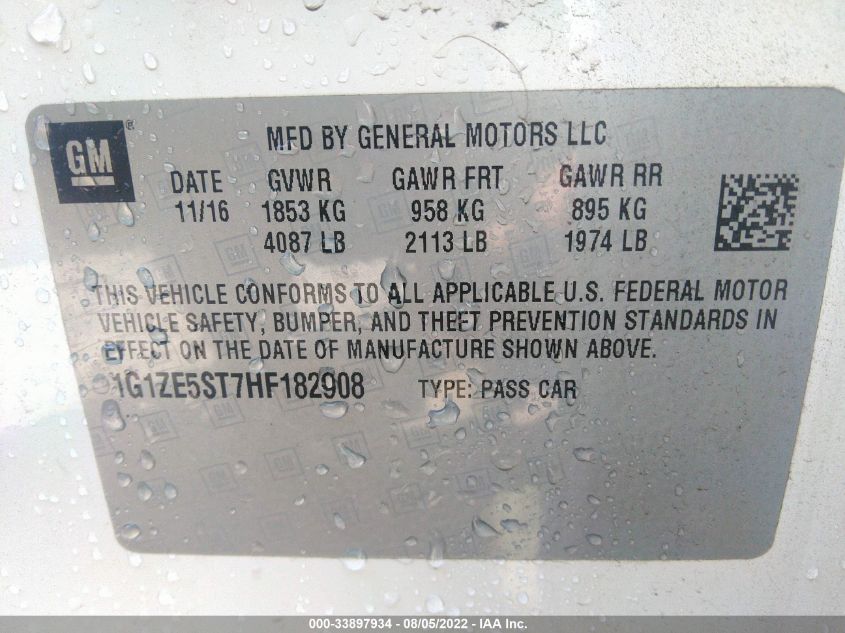 GM
MFD BY GENERAL MOTORS LLC
DATE GVWR GAWR FRT GAWR RR
11/16 1853 KG 958 KG 895 KG
4087 LB 2113 LB 1974 LB
THIS VEHICLE CONFORMS TO ALL APPLICABLE U.S. FEDERAL MOTOR
VEHICLE SAFETY, BUMPER, AND THEFT PREVENTION STANDARDS IN
EFFECT ON THE DATE OF MANUFACTURE SHOWN ABOVE.
1G1ZE5ST7HF182908 TYPE: PASS CAR
000-33897934 - 08/05/2022 - IAA Inc.